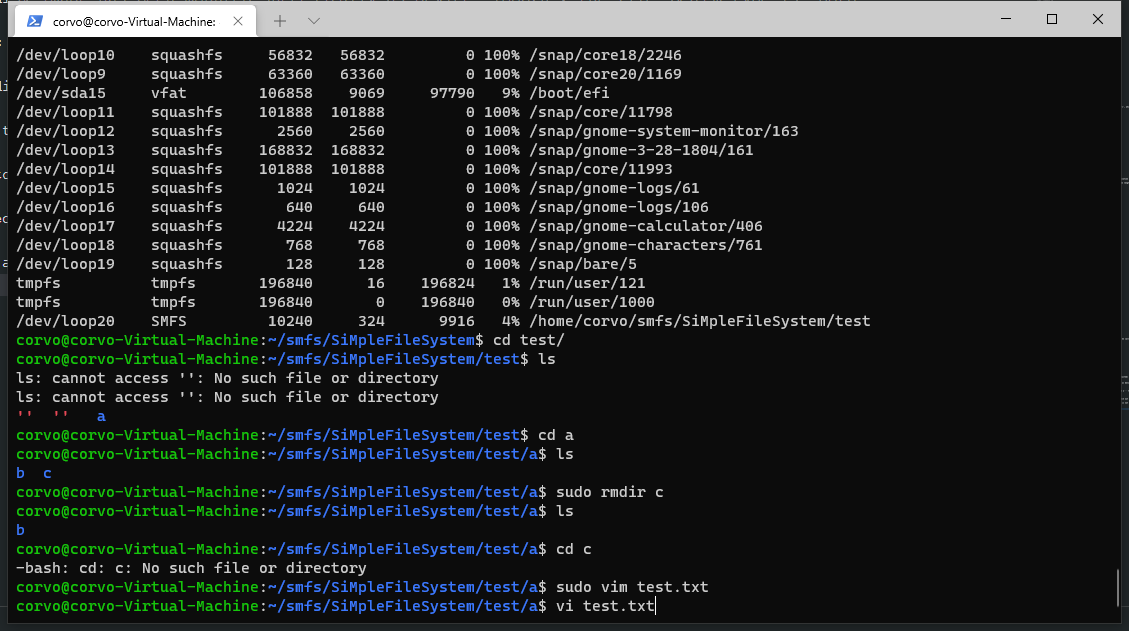 corvo@corvo-Virtual-Machine:
/dev/loop10    squashfs     56832   56832         0 100% /snap/core18/2246
/dev/loop9     squashfs     63360   63360         0 100% /snap/core20/1169
/dev/sda15     vfat        106858    9069     97790   9% /boot/efi
/dev/loop11    squashfs    101888  101888         0 100% /snap/core/11798
/dev/loop12    squashfs      2560    2560         0 100% /snap/gnome-system-monitor/163
/dev/loop13    squashfs    168832  168832         0 100% /snap/gnome-3-28-1804/161
/dev/loop14    squashfs    101888  101888         0 100% /snap/core/11993
/dev/loop15    squashfs      1024    1024         0 100% /snap/gnome-logs/61
/dev/loop16    squashfs       640     640         0 100% /snap/gnome-logs/106
/dev/loop17    squashfs      4224    4224         0 100% /snap/gnome-calculator/406
/dev/loop18    squashfs       768     768         0 100% /snap/gnome-characters/761
/dev/loop19    squashfs       128     128         0 100% /snap/bare/5
tmpfs          tmpfs       196840      16    196824   1% /run/user/121
tmpfs          tmpfs       196840       0    196840   0% /run/user/1000
/dev/loop20    SMFS         10240     324      9916   4% /home/corvo/smfs/SiMpleFileSystem/test
corvo@corvo-Virtual-Machine:~/smfs/SiMpleFileSystem$ cd test/
corvo@corvo-Virtual-Machine:~/smfs/SiMpleFileSystem/test$ ls
ls: cannot access '': No such file or directory
ls: cannot access '': No such file or directory
''  ''   a
corvo@corvo-Virtual-Machine:~/smfs/SiMpleFileSystem/test$ cd a
corvo@corvo-Virtual-Machine:~/smfs/SiMpleFileSystem/test/a$ ls
b  c
corvo@corvo-Virtual-Machine:~/smfs/SiMpleFileSystem/test/a$ sudo rmdir c
corvo@corvo-Virtual-Machine:~/smfs/SiMpleFileSystem/test/a$ ls
b
corvo@corvo-Virtual-Machine:~/smfs/SiMpleFileSystem/test/a$ cd c
-bash: cd: c: No such file or directory
corvo@corvo-Virtual-Machine:~/smfs/SiMpleFileSystem/test/a$ sudo vim test.txt
corvo@corvo-Virtual-Machine:~/smfs/SiMpleFileSystem/test/a$ vi test.txt